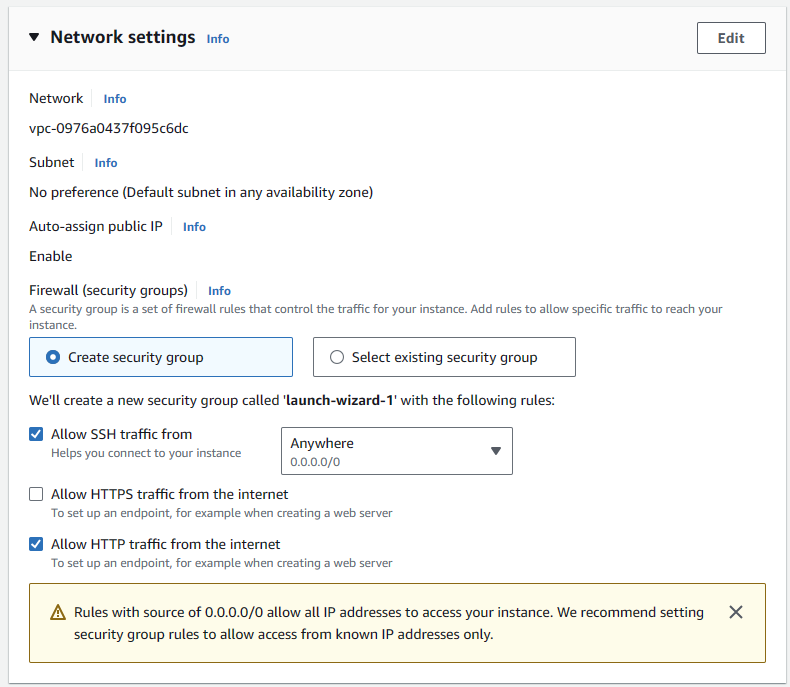 Network settings Info Edit
Network Info
vpc-0976a0437f095c6dc
Subnet Info
No preference (Default subnet in any availability zone)
Auto-assign public IP Info
Enable
Firewall (security groups) Info
A security group is a set of firewall rules that control the traffic for your instance. Add rules to allow specific traffic to reach your
instance.
Create security group Select existing security group
We'll create a new security group called 'launch-wizard-1' with the following rules:
Allow SSH traffic from
Helps you connect to your instance
Anywhere
0.0.0.0/0
Allow HTTPS traffic from the internet
To set up an endpoint, for example when creating a web server
Allow HTTP traffic from the internet
To set up an endpoint, for example when creating a web server
Rules with source of 0.0.0.0/0 allow all IP addresses to access your instance. We recommend setting
security group rules to allow access from known IP addresses only.